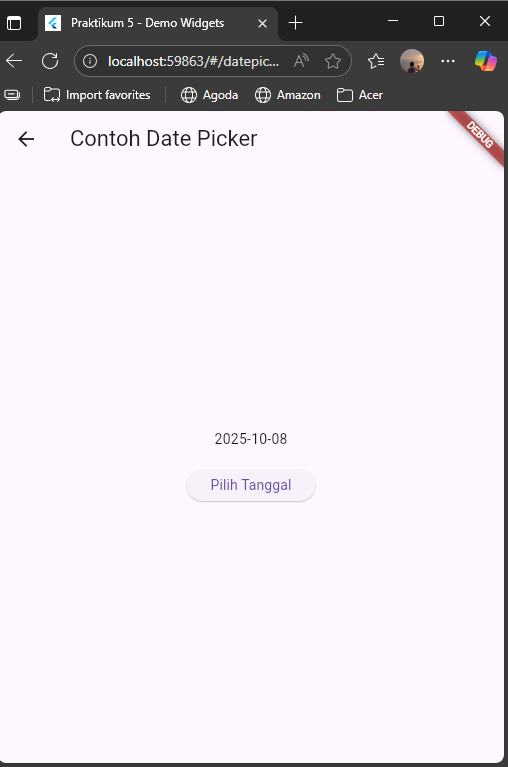 Praktikum 5 - Demo Widgets
localhost:59863/#/datepic...
Import favorites
Agoda
Amazon
Acer
Contoh Date Picker
DEBUG
2025-10-08
Pilih Tanggal